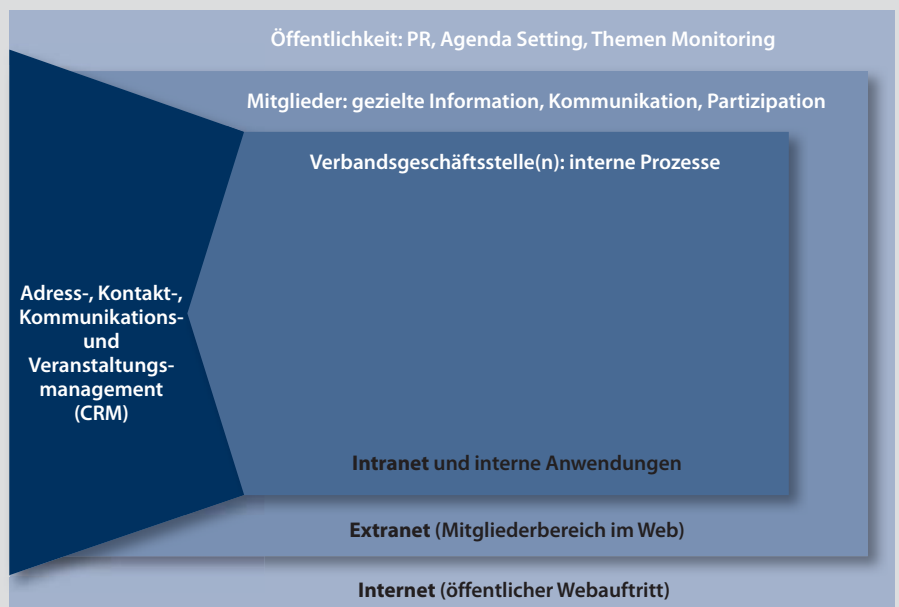 Öffentlichkeit: PR, Agenda Setting, Themen Monitoring
Mitglieder: gezielte Information, Kommunikation, Partizipation
Verbandsgeschäftsstelle(n): interne Prozesse
Adress-, Kontakt-,
Kommunikations-
und
Veranstaltungs-
management
(CRM)
Intranet und interne Anwendungen
Extranet (Mitgliederbereich im Web)
Internet (öffentlicher Webauftritt)